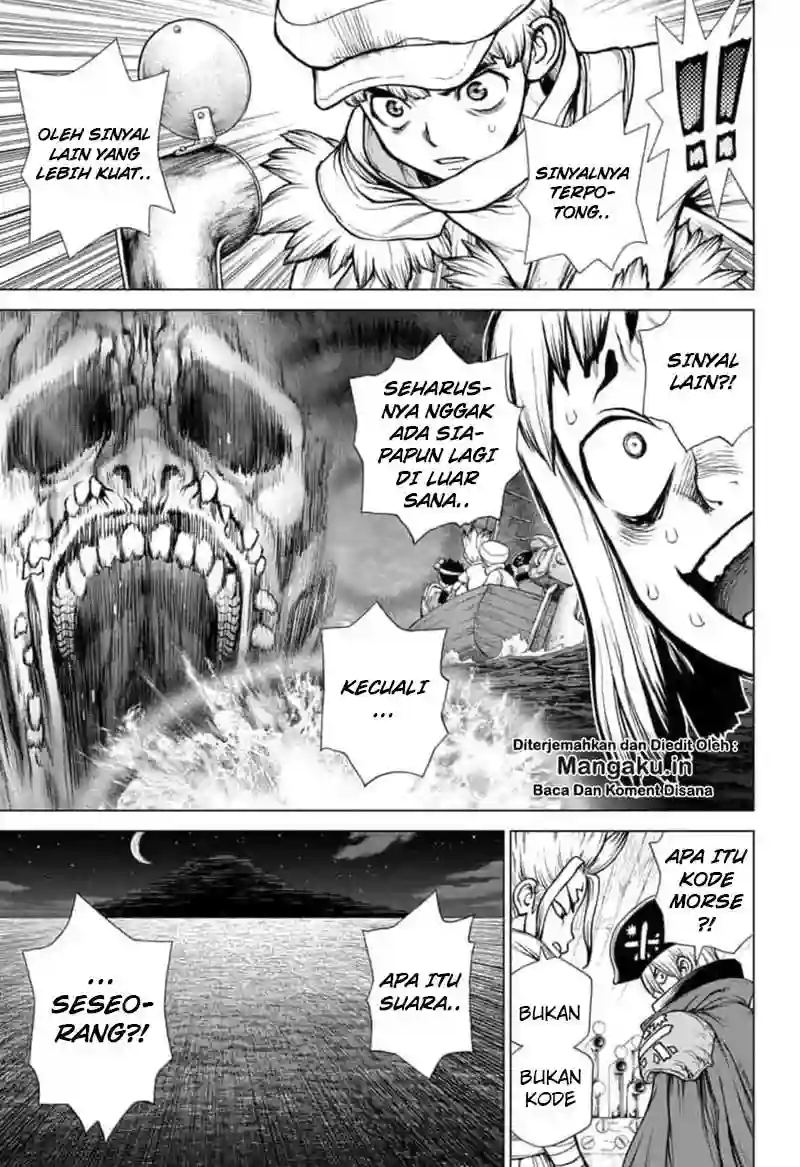 !!
SINYALNYA
TERPO-
TONG..
OLEH SINYAL
LAIN YANG
LEBIH KUAT..
SINYAL
LAIN?!
SEHARUS-
NYA NGGAK
ADA SIA-
PAPUN LAGI
DI LUAR
SANA..
KECUALI
...
Diterjemahkan dan Diedit Oleh :
Mangaku.in
Baca Dan Koment Disana
APA ITU
KODE
MORSE
?!
BUKAN
BUKAN
KODE
APA ITU
SUARA..
...
SESEO-
RANG?!